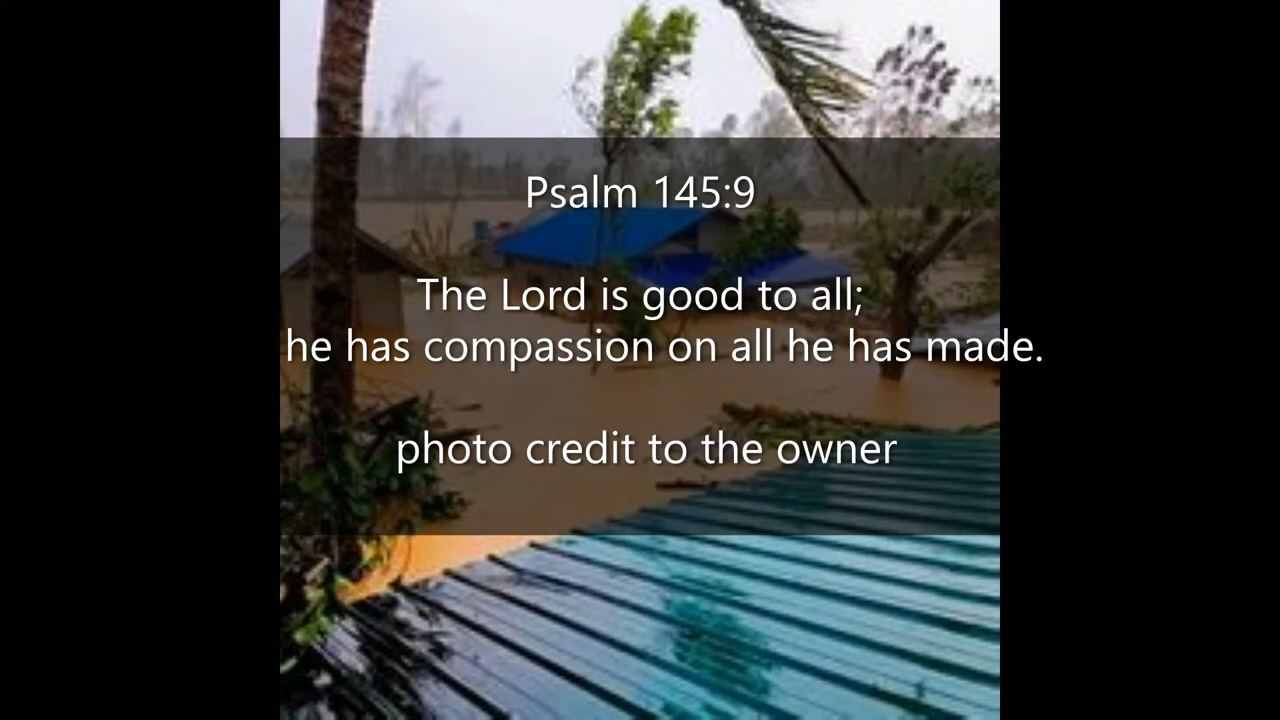 Psalm 145:9
The Lord is good to all;
he has compassion on all he has made.
photo credit to the owner